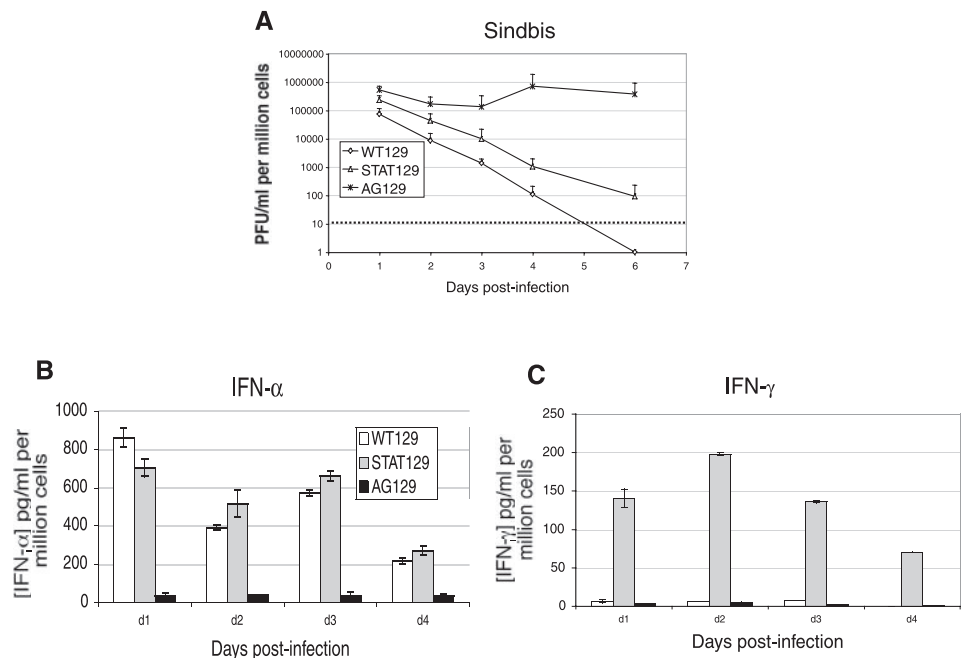 A
Sindbis
10000000
1000000
100000
10000
1000
100
10
1
PFU/ml per million cells
WT129
STAT129
AG129
0 1 2 3 4 5 6 7
Days post-infection
B
IFN-α
1000
800
600
400
200
0
[IFN-α] pg/ml per
million cells
WT129
STAT129
AG129
d1 d2 d3 d4
Days post-infection
C
IFN-γ
250
200
150
100
50
0
[IFN-γ] pg/ml per
million cells
d1 d2 d3 d4
Days post-infection